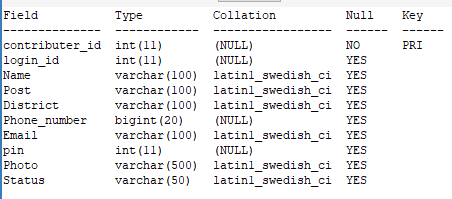 Field Type Collation Null Key
-------------- ------------ ----------------- ------ ------
contributer_id int(11) (NULL) NO PRI
login_id int(11) (NULL) YES
Name varchar(100) latin1_swedish_ci YES
Post varchar(100) latin1_swedish_ci YES
District varchar(100) latin1_swedish_ci YES
Phone_number bigint(20) (NULL) YES
Email varchar(100) latin1_swedish_ci YES
pin int(11) (NULL) YES
Photo varchar(500) latin1_swedish_ci YES
Status varchar(50) latin1_swedish_ci YES